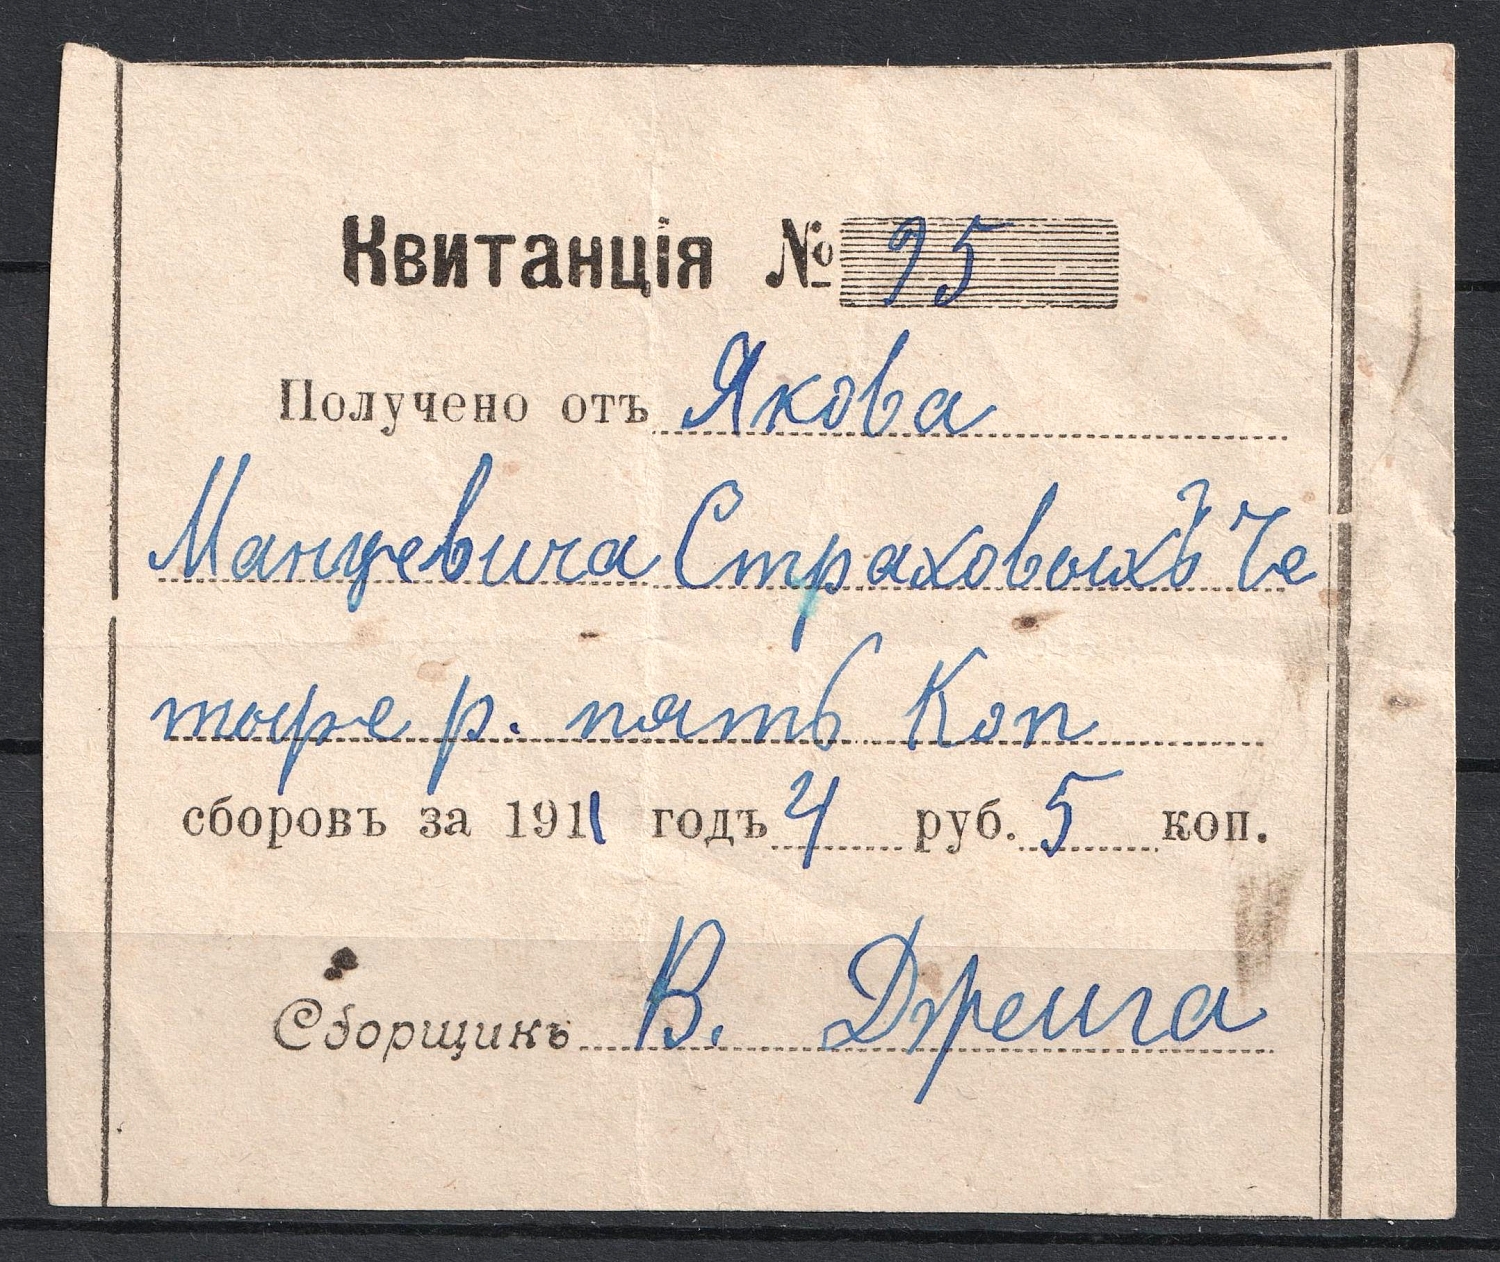 Квитанція № 95
Получено отъ Якова
Манцевича Страховыхъ Че
тыре р. пять Коп
сборовъ за 1911 годъ 4 руб. 5 коп.
Сборщикъ В.